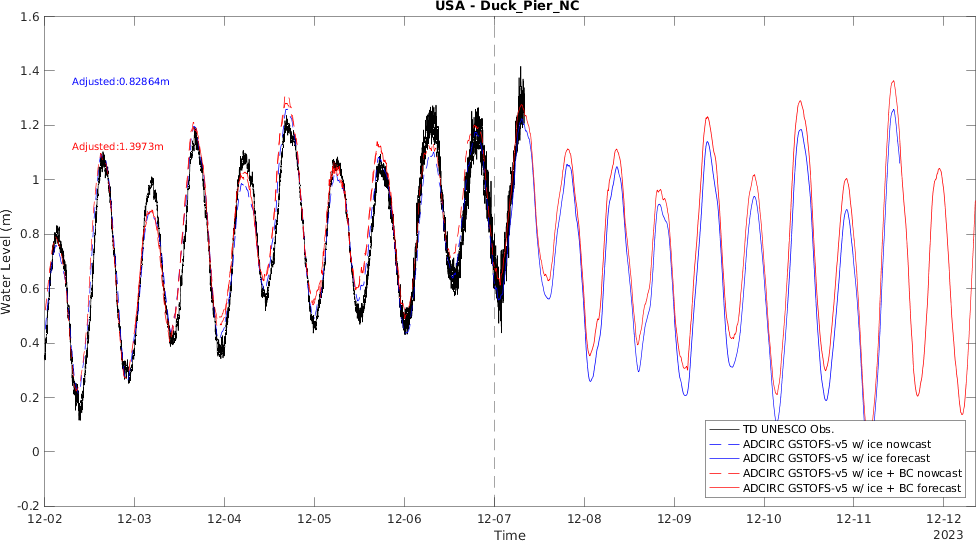 USA - Duck_Pier_NC
1.6
1.4
1.2
1
0.8
0.6
0.4
0.2
0
-0.2
Water Level (m)
Adjusted:0.82864m
Adjusted:1.3973m
TD UNESCO Obs.
ADCIRC GSTOFS-v5 w/ ice nowcast
ADCIRC GSTOFS-v5 w/ ice forecast
ADCIRC GSTOFS-v5 w/ ice + BC nowcast
ADCIRC GSTOFS-v5 w/ ice + BC forecast
12-02 12-03 12-04 12-05 12-06 12-07 12-08 12-09 12-10 12-11 12-12
2023
Time